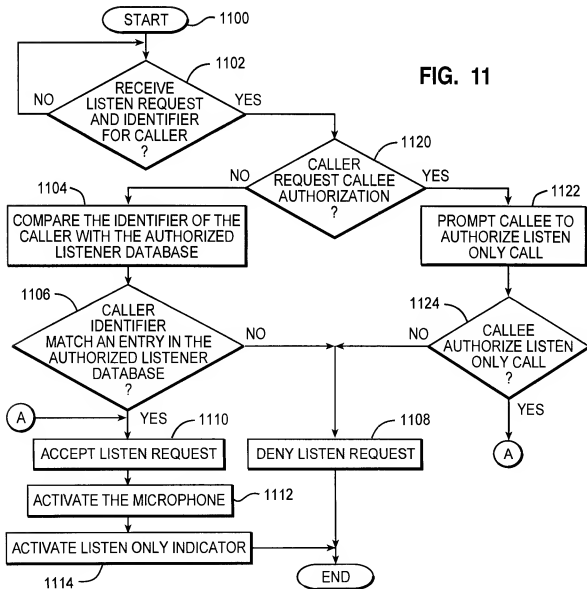 START
1100
1102
FIG. 11
RECEIVE
LISTEN REQUEST
AND IDENTIFIER
FOR CALLER
?
NO
YES
1120
CALLER
REQUEST CALLEE
AUTHORIZATION
?
NO
YES
1104
COMPARE THE IDENTIFIER OF THE
CALLER WITH THE AUTHORIZED
LISTENER DATABASE
1122
PROMPT CALLEE TO
AUTHORIZE LISTEN
ONLY CALL
1106
CALLER
IDENTIFIER
MATCH AN ENTRY IN THE
AUTHORIZED LISTENER
DATABASE
?
NO
YES
1124
CALLEE
AUTHORIZE LISTEN
ONLY CALL
?
NO
YES
A
A
1110
ACCEPT LISTEN REQUEST
1108
DENY LISTEN REQUEST
ACTIVATE THE MICROPHONE
1112
ACTIVATE LISTEN ONLY INDICATOR
1114
END